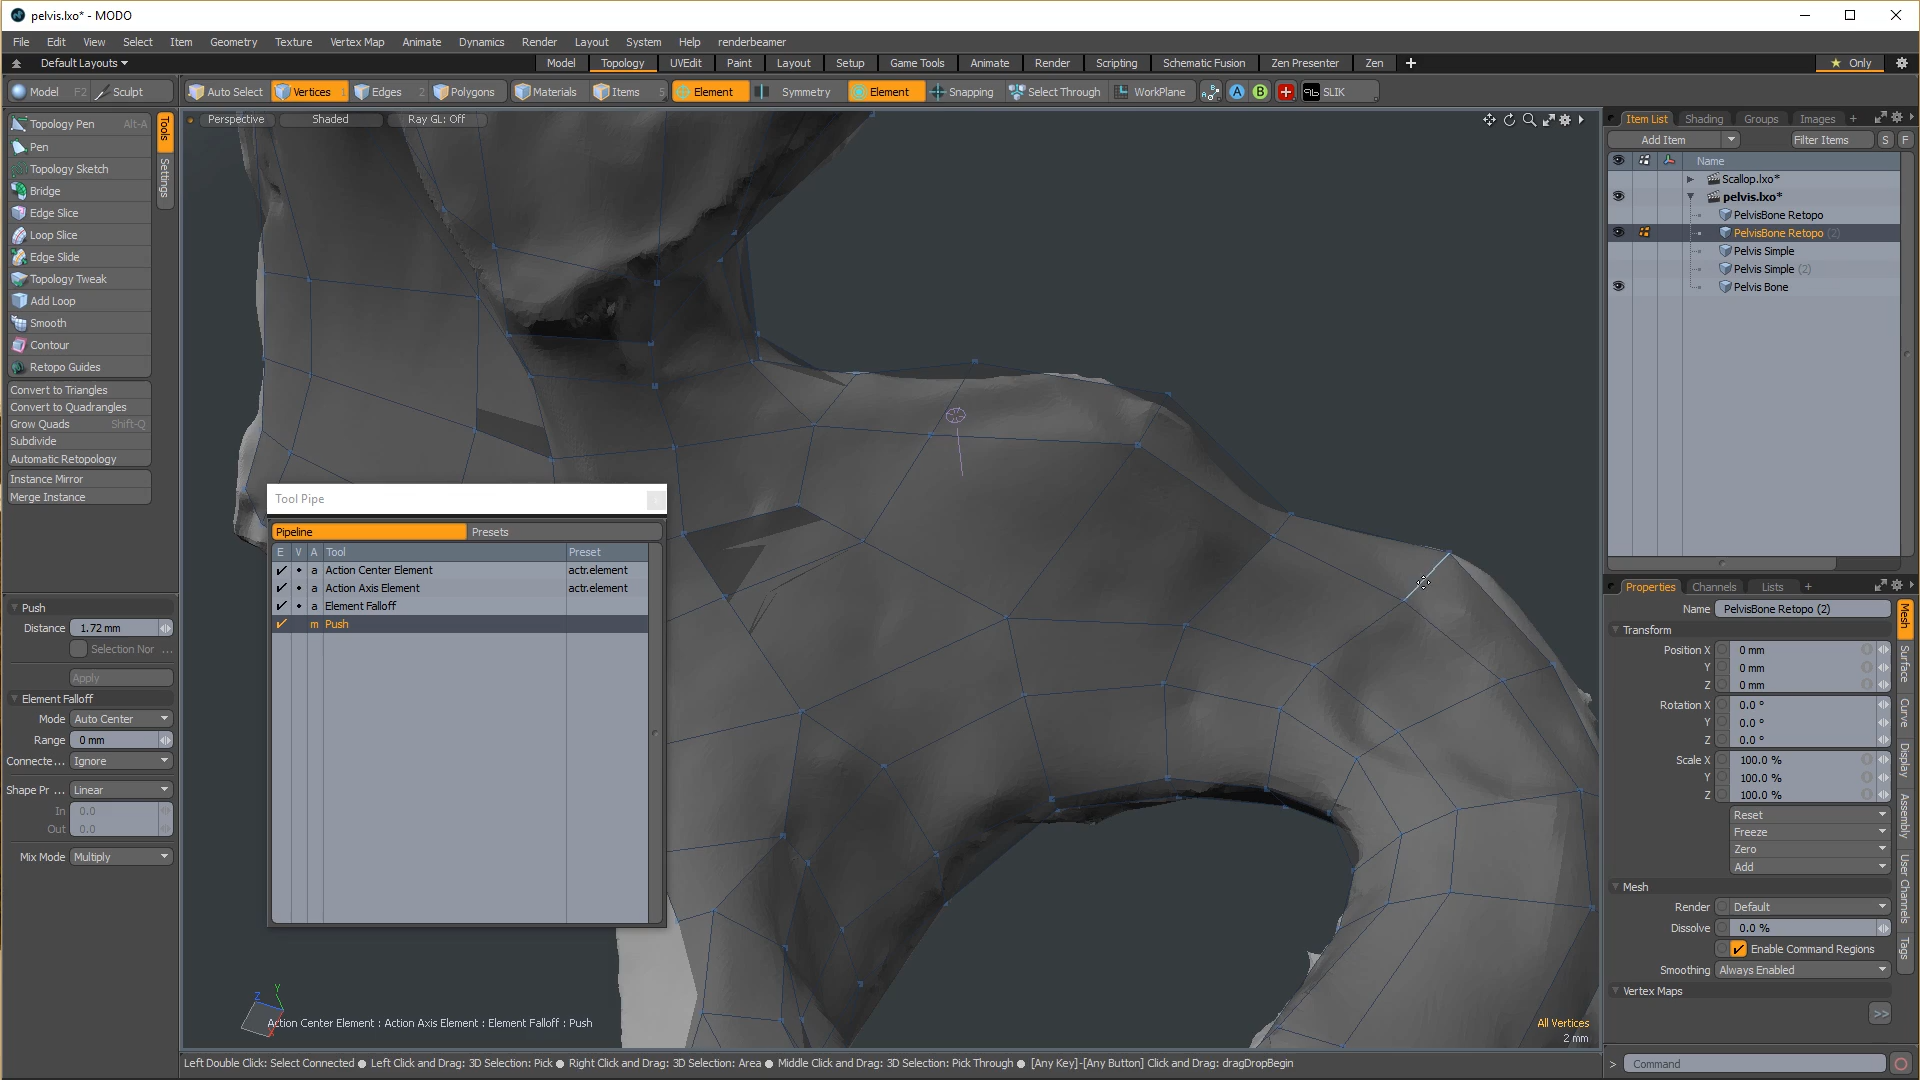 pelvis.lxo* - MODO
File Edit View Select Item Geometry Texture Vertex Map Animate Dynamics Render Layout System Help renderbeamer
Default Layouts Model Topology UVEdit Paint Layout Setup Game Tools Animate Render Scripting Schematic Fusion Zen Presenter Zen + Only
Model F2 Sculpt Auto Select Vertices 1 Edges 2 Polygons Materials Items 5 Element Symmetry Element Snapping Select Through WorkPlane A B SLIK
Perspective Shaded Ray GL: Off
Tools
Settings
Topology Pen Alt-A
Pen
Topology Sketch
Bridge
Edge Slice
Loop Slice
Edge Slide
Topology Tweak
Add Loop
Smooth
Contour
Retopo Guides
Convert to Triangles
Convert to Quadrangles
Grow Quads Shift-Q
Subdivide
Automatic Retopology
Instance Mirror
Merge Instance
Push
Distance 1.72 mm
Selection Nor ...
Apply
Element Falloff
Mode Auto Center
Range 0 mm
Connecte... Ignore
Shape Pr ... Linear
In 0.0
Out 0.0
Mix Mode Multiply
Tool Pipe
Pipeline Presets
E V A Tool Preset
a Action Center Element actr.element
a Action Axis Element actr.element
a Element Falloff
m Push
Z Y X
Action Center Element : Action Axis Element : Element Falloff : Push
All Vertices
2 mm
Left Double Click: Select Connected ● Left Click and Drag: 3D Selection: Pick ● Right Click and Drag: 3D Selection: Area ● Middle Click and Drag: 3D Selection: Pick Through ● [Any Key]-[Any Button] Click and Drag: dragDropBegin
Item List Shading Groups Images +
Add Item Filter Items S F
Name
Scallop.lxo*
pelvis.lxo*
PelvisBone Retopo
PelvisBone Retopo (2)
Pelvis Simple
Pelvis Simple (2)
Pelvis Bone
Properties Channels Lists +
Name PelvisBone Retopo (2)
Transform
Position X 0 mm
Y 0 mm
Z 0 mm
Rotation X 0.0 °
Y 0.0 °
Z 0.0 °
Scale X 100.0 %
Y 100.0 %
Z 100.0 %
Reset
Freeze
Zero
Add
Mesh
Render Default
Dissolve 0.0 %
Enable Command Regions
Smoothing Always Enabled
Vertex Maps
>>
Mesh
Surface
Curve
Display
Assembly
User Channels
Tags
> Command